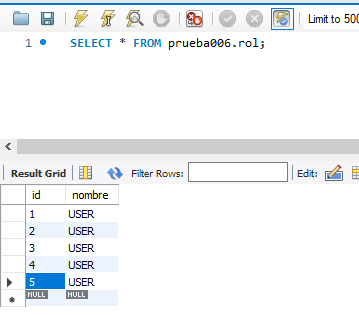 Limit to 500
1 SELECT * FROM prueba006.rol;
Result Grid Filter Rows: Edit:
id nombre
1 USER
2 USER
3 USER
4 USER
5 USER
NULL NULL